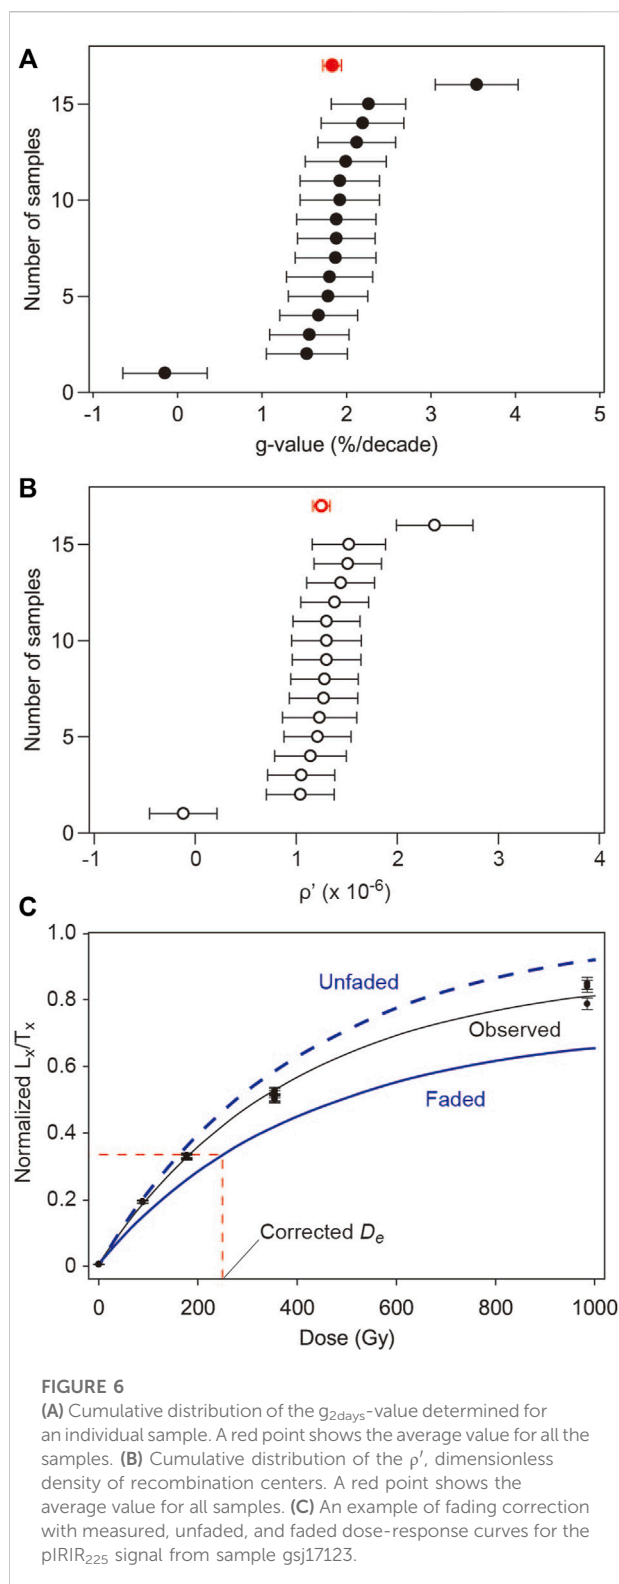 A
Number of samples
15
10
5
0
-1 0 1 2 3 4 5
g-value (%/decade)
B
Number of samples
15
10
5
0
-1 0 1 2 3 4
ρ’ (x 10⁻⁶)
C
Normalized Lₓ/Tₓ
1.0
0.8
0.6
0.4
0.2
0
Unfaded
Observed
Faded
Corrected Dₑ
0 200 400 600 800 1000
Dose (Gy)
FIGURE 6
(A) Cumulative distribution of the g2days-value determined for
an individual sample. A red point shows the average value for all the
samples. (B) Cumulative distribution of the ρ′, dimensionless
density of recombination centers. A red point shows the
average value for all samples. (C) An example of fading correction
with measured, unfaded, and faded dose-response curves for the
pIRIR₂₂₅ signal from sample gsj17123.